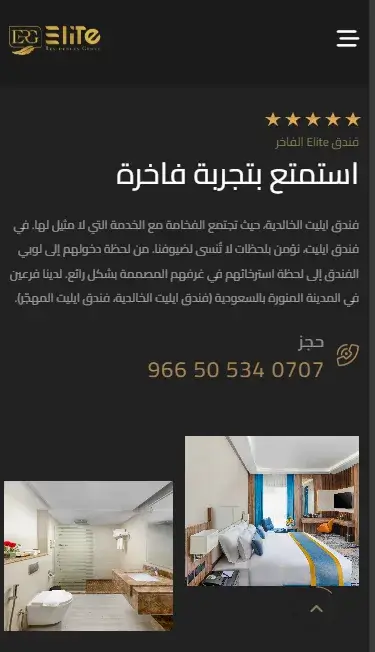 ERG Elite
Residences Group
فندق Elite الفاخر
استمتع بتجربة فاخرة
فندق ايليت الخالدية، حيث تجتمع الفخامة مع الخدمة التي لا مثيل لها. في
فندق ايليت، نؤمن بلحظات لا تُنسى لضيوفنا. من لحظة دخولهم إلى لوبي
الفندق إلى لحظة استرخائهم في غرفهم المصممة بشكل رائع. لدينا فرعين
في المدينة المنورة بالسعودية (فندق ايليت الخالدية، فندق ايليت المهجّر).
حجز
966 50 534 0707